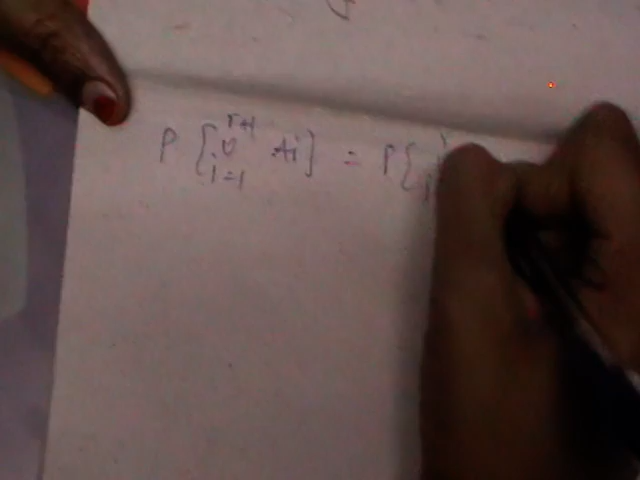 P { ∪_{i=1}^{r+1} Ai } = P {